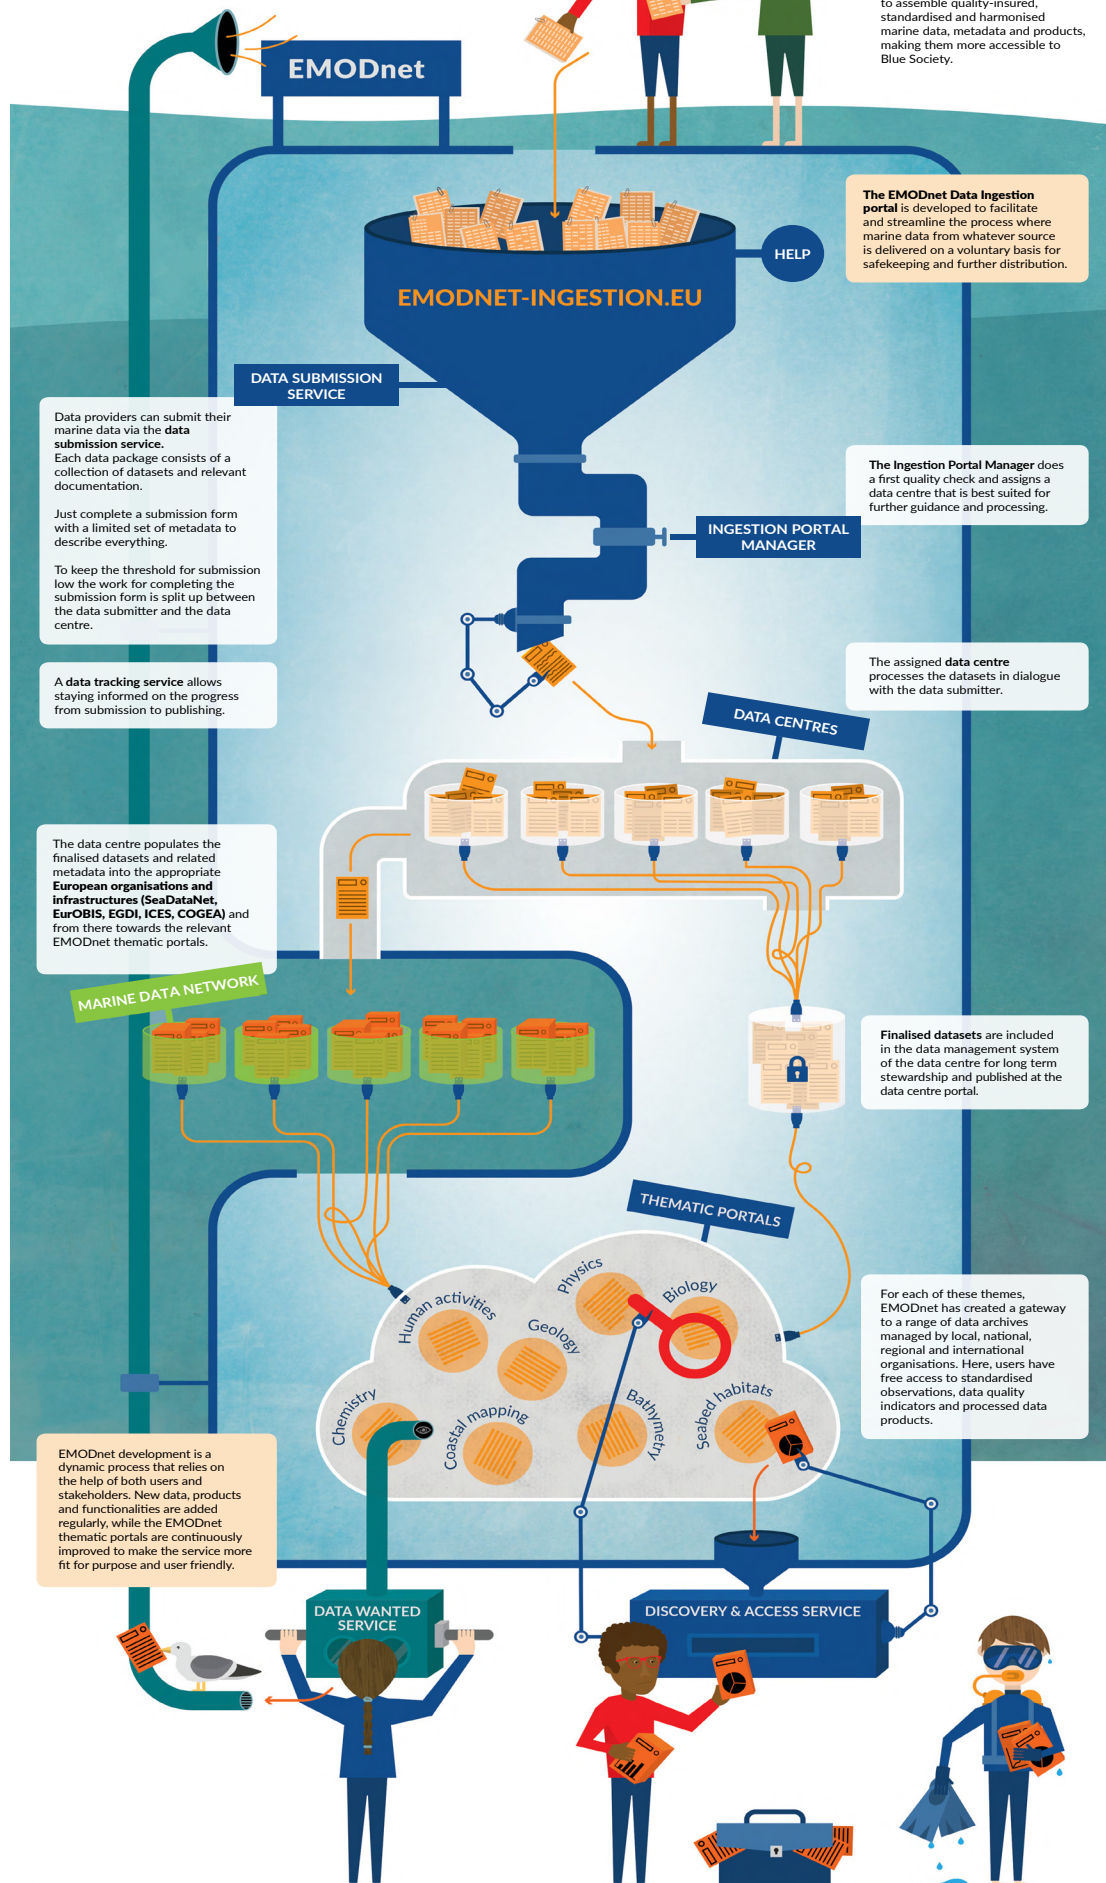 to assemble quality-insured,
standardised and harmonised
marine data, metadata and products,
making them more accessible to
Blue Society.
EMODnet
The EMODnet Data Ingestion
portal is developed to facilitate
and streamline the process where
marine data from whatever source
is delivered on a voluntary basis for
safekeeping and further distribution.
HELP
EMODNET-INGESTION.EU
DATA SUBMISSION
SERVICE
Data providers can submit their
marine data via the data
submission service.
Each data package consists of a
collection of datasets and relevant
documentation.
Just complete a submission form
with a limited set of metadata to
describe everything.
To keep the threshold for submission
low the work for completing the
submission form is split up between
the data submitter and the data
centre.
The Ingestion Portal Manager does
a first quality check and assigns a
data centre that is best suited for
further guidance and processing.
INGESTION PORTAL
MANAGER
A data tracking service allows
staying informed on the progress
from submission to publishing.
The assigned data centre
processes the datasets in dialogue
with the data submitter.
DATA CENTRES
The data centre populates the
finalised datasets and related
metadata into the appropriate
European organisations and
infrastructures (SeaDataNet,
EurOBIS, EGDI, ICES, COGEA) and
from there towards the relevant
EMODnet thematic portals.
MARINE DATA NETWORK
Finalised datasets are included
in the data management system
of the data centre for long term
stewardship and published at the
data centre portal.
THEMATIC PORTALS
Physics
Biology
Human activities
Geology
Chemistry
Coastal mapping
Bathymetry
Seabed habitats
For each of these themes,
EMODnet has created a gateway
to a range of data archives
managed by local, national,
regional and international
organisations. Here, users have
free access to standardised
observations, data quality
indicators and processed data
products.
EMODnet development is a
dynamic process that relies on
the help of both users and
stakeholders. New data, products
and functionalities are added
regularly, while the EMODnet
thematic portals are continuously
improved to make the service more
fit for purpose and user friendly.
DATA WANTED
SERVICE
DISCOVERY & ACCESS SERVICE